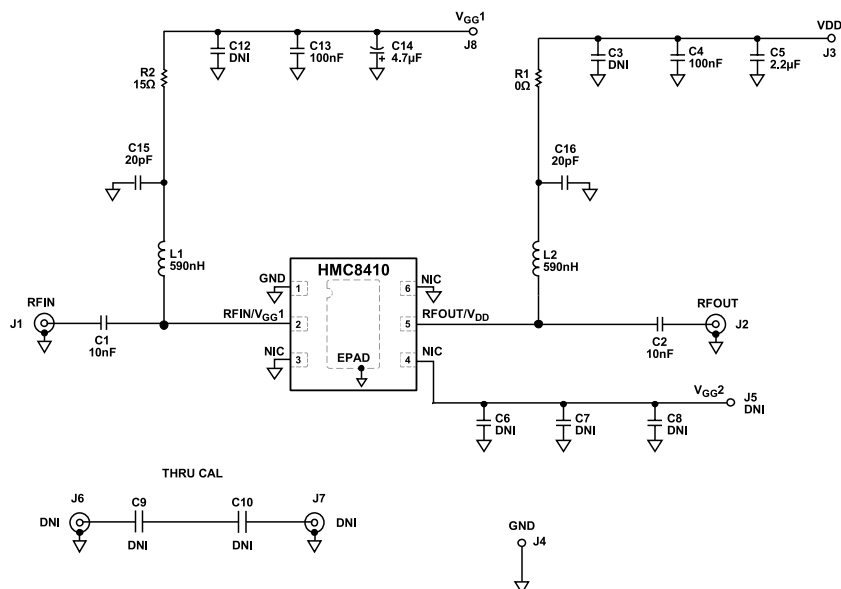 VGG1
J8
C12
DNI
C13
100nF
C14
4.7µF
+
R2
15Ω
C15
20pF
L1
590nH
VDD
J3
C3
DNI
C4
100nF
C5
2.2µF
R1
0Ω
C16
20pF
L2
590nH
HMC8410
GND
1
NIC
6
RFIN/VGG1
2
RFOUT/VDD
5
NIC
3
NIC
4
EPAD
RFIN
J1
C1
10nF
RFOUT
J2
C2
10nF
VGG2
J5
DNI
C6
DNI
C7
DNI
C8
DNI
THRU CAL
J6
DNI
C9
DNI
C10
DNI
J7
DNI
GND
J4